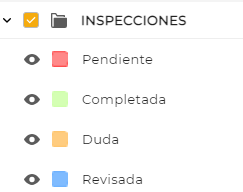 INSPECCIONES
Pendiente
Completada
Duda
Revisada